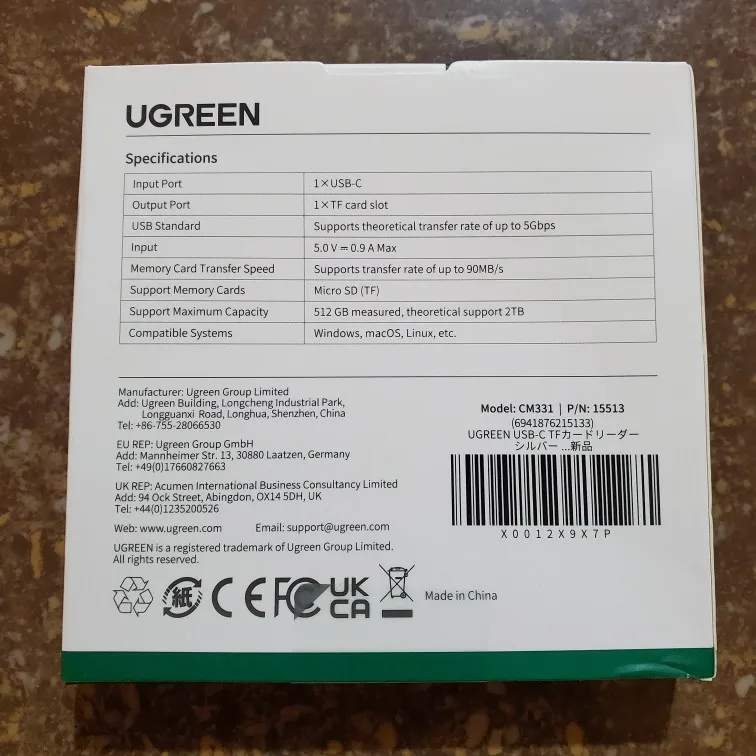 UGREEN
Specifications
Input Port 1×USB-C
Output Port 1×TF card slot
USB Standard Supports theoretical transfer rate of up to 5Gbps
Input 5.0 V ⎓ 0.9 A Max
Memory Card Transfer Speed Supports transfer rate of up to 90MB/s
Support Memory Cards Micro SD (TF)
Support Maximum Capacity 512 GB measured, theoretical support 2TB
Compatible Systems Windows, macOS, Linux, etc.
Manufacturer: Ugreen Group Limited
Add: Ugreen Building, Longcheng Industrial Park,
Longguanxi Road, Longhua, Shenzhen, China
Tel: +86-755-28066530
EU REP: Ugreen Group GmbH
Add: Mannheimer Str. 13, 30880 Laatzen, Germany
Tel: +49(0)17660827663
UK REP: Acumen International Business Consultancy Limited
Add: 94 Ock Street, Abingdon, OX14 5DH, UK
Tel: +44(0)1235200526
Web: www.ugreen.com Email: support@ugreen.com
UGREEN is a registered trademark of Ugreen Group Limited.
All rights reserved.
Model: CM331 | P/N: 15513
(6941876215133)
UGREEN USB-C TFカードリーダー
シルバー ...新品
X0012X9X7P
紙 CE FC UK
CA
Made in China